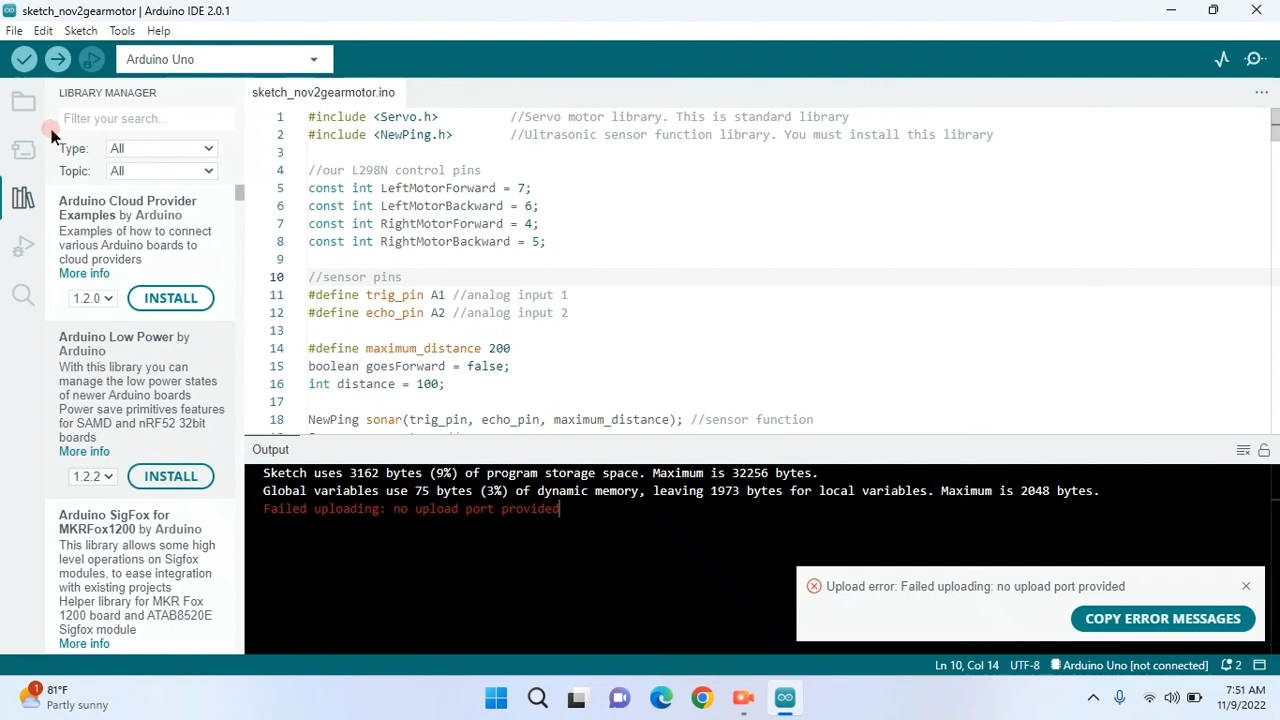 sketch_nov2gearmotor | Arduino IDE 2.0.1
File Edit Sketch Tools Help
Arduino Uno
LIBRARY MANAGER
Filter your search...
Type: All
Topic: All
Arduino Cloud Provider
Examples by Arduino
Examples of how to connect
various Arduino boards to
cloud providers
More info
1.2.0 INSTALL
Arduino Low Power by
Arduino
With this library you can
manage the low power states
of newer Arduino boards
Power save primitives features
for SAMD and nRF52 32bit
boards
More info
1.2.2 INSTALL
Arduino SigFox for
MKRFox1200 by Arduino
This library allows some high
level operations on Sigfox
modules, to ease integration
with existing projects
Helper library for MKR Fox
1200 board and ATAB8520E
Sigfox module
More info
sketch_nov2gearmotor.ino
1 #include <Servo.h> //Servo motor library. This is standard library
2 #include <NewPing.h> //Ultrasonic sensor function library. You must install this library
3
4 //our L298N control pins
5 const int LeftMotorForward = 7;
6 const int LeftMotorBackward = 6;
7 const int RightMotorForward = 4;
8 const int RightMotorBackward = 5;
9
10 //sensor pins
11 #define trig_pin A1 //analog input 1
12 #define echo_pin A2 //analog input 2
13
14 #define maximum_distance 200
15 boolean goesForward = false;
16 int distance = 100;
17
18 NewPing sonar(trig_pin, echo_pin, maximum_distance); //sensor function
Output
Sketch uses 3162 bytes (9%) of program storage space. Maximum is 32256 bytes.
Global variables use 75 bytes (3%) of dynamic memory, leaving 1973 bytes for local variables. Maximum is 2048 bytes.
Failed uploading: no upload port provided
Upload error: Failed uploading: no upload port provided
COPY ERROR MESSAGES
Ln 10, Col 14 UTF-8 Arduino Uno [not connected] 2
1
81°F
Partly sunny
7:51 AM
11/9/2022